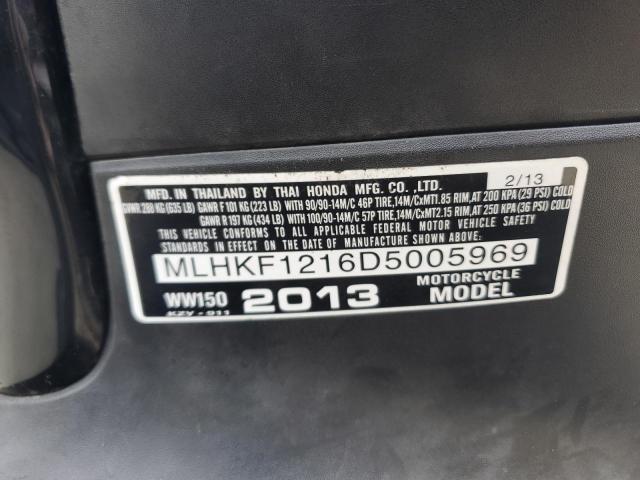 2/13
MFD. IN THAILAND BY THAI HONDA MFG. CO.,LTD.
GVWR 288 KG (635 LB) GAWR F 101 KG (223 LB) WITH 90/90-14M/C 46P TIRE,14M/CxMT1.85 RIM,AT 200 KPA (29 PSI) COLD
GAWR R 197 KG (434 LB) WITH 100/90-14M/C 57P TIRE,14M/CxMT2.15 RIM,AT 250 KPA (36 PSI) COLD
THIS VEHICLE CONFORMS TO ALL APPLICABLE FEDERAL MOTOR VEHICLE SAFETY
STANDARDS IN EFFECT ON THE DATE OF MANUFACTURE SHOWN ABOVE.
MLHKF1216D5005969
WW150 2013 MOTORCYCLE MODEL
KZY - 911